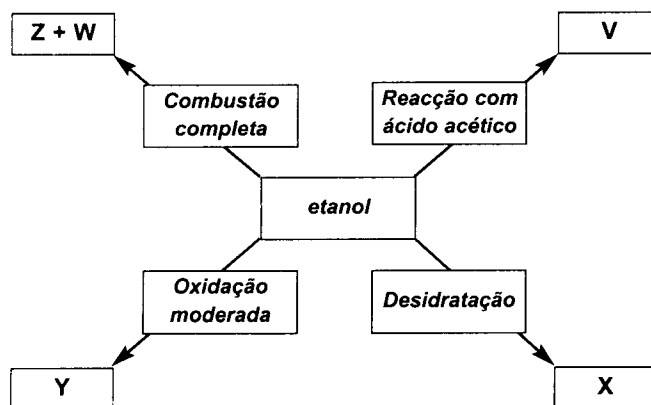 Z + W
V
Combustão
completa
Reacção com
ácido acético
etanol
Oxidação
moderada
Desidratação
Y
X